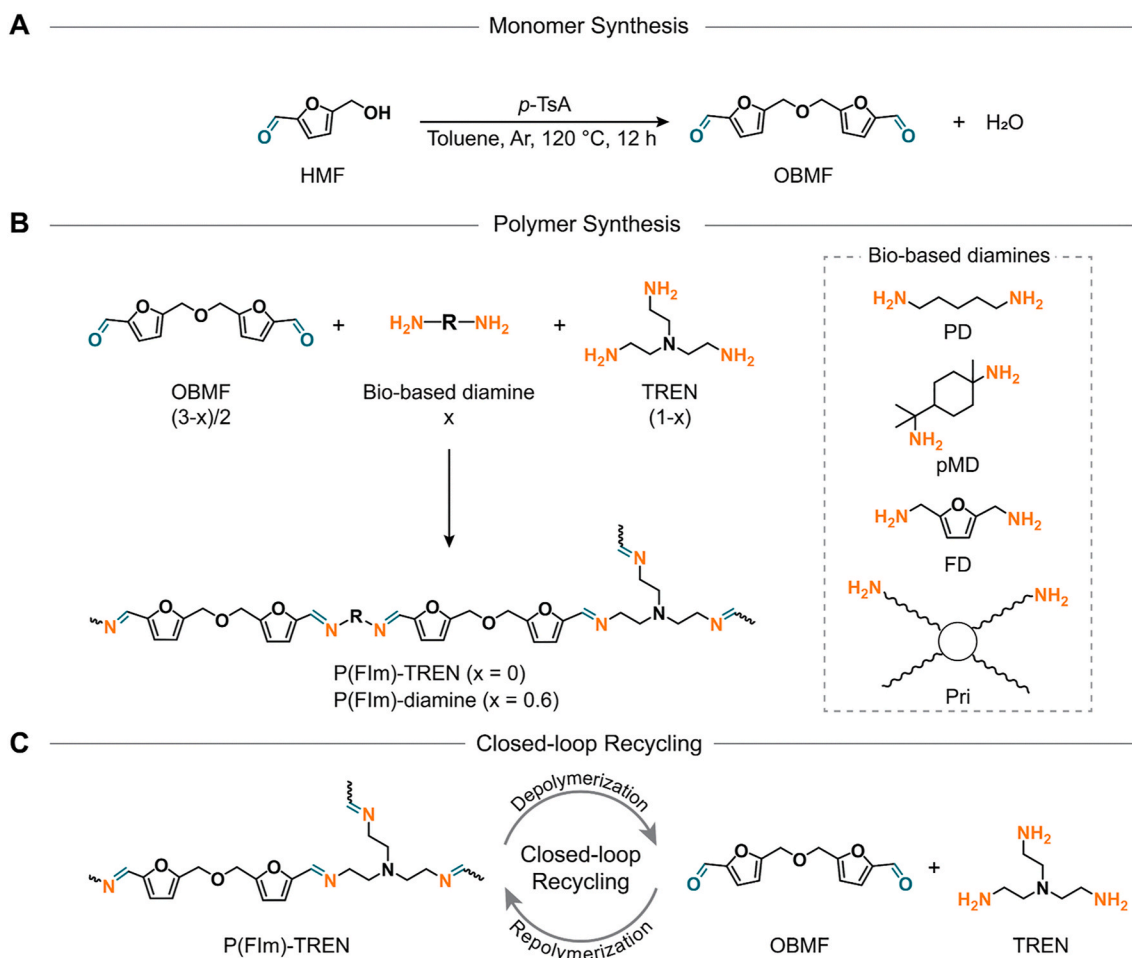 A
Monomer Synthesis
O
O
OH
HMF
p-TsA
Toluene, Ar, 120 °C, 12 h
O
O
O
O
O
OBMF
+ H₂O
B
Polymer Synthesis
O
O
O
O
O
OBMF
(3-x)/2
+
H₂N R NH₂
Bio-based diamine
x
+
NH₂
H₂N
N
NH₂
TREN
(1-x)
N
N O O O N R N O O O N N N
P(FIm)-TREN (x = 0)
P(FIm)-diamine (x = 0.6)
Bio-based diamines
H₂N NH₂
PD
NH₂
NH₂
pMD
H₂N O NH₂
FD
H₂N NH₂
Pri
C
Closed-loop Recycling
N
N O O O N N N
P(FIm)-TREN
Depolymerization
Closed-loop
Recycling
Repolymerization
O
O
O
O
O
OBMF
+
NH₂
H₂N
N
NH₂
TREN